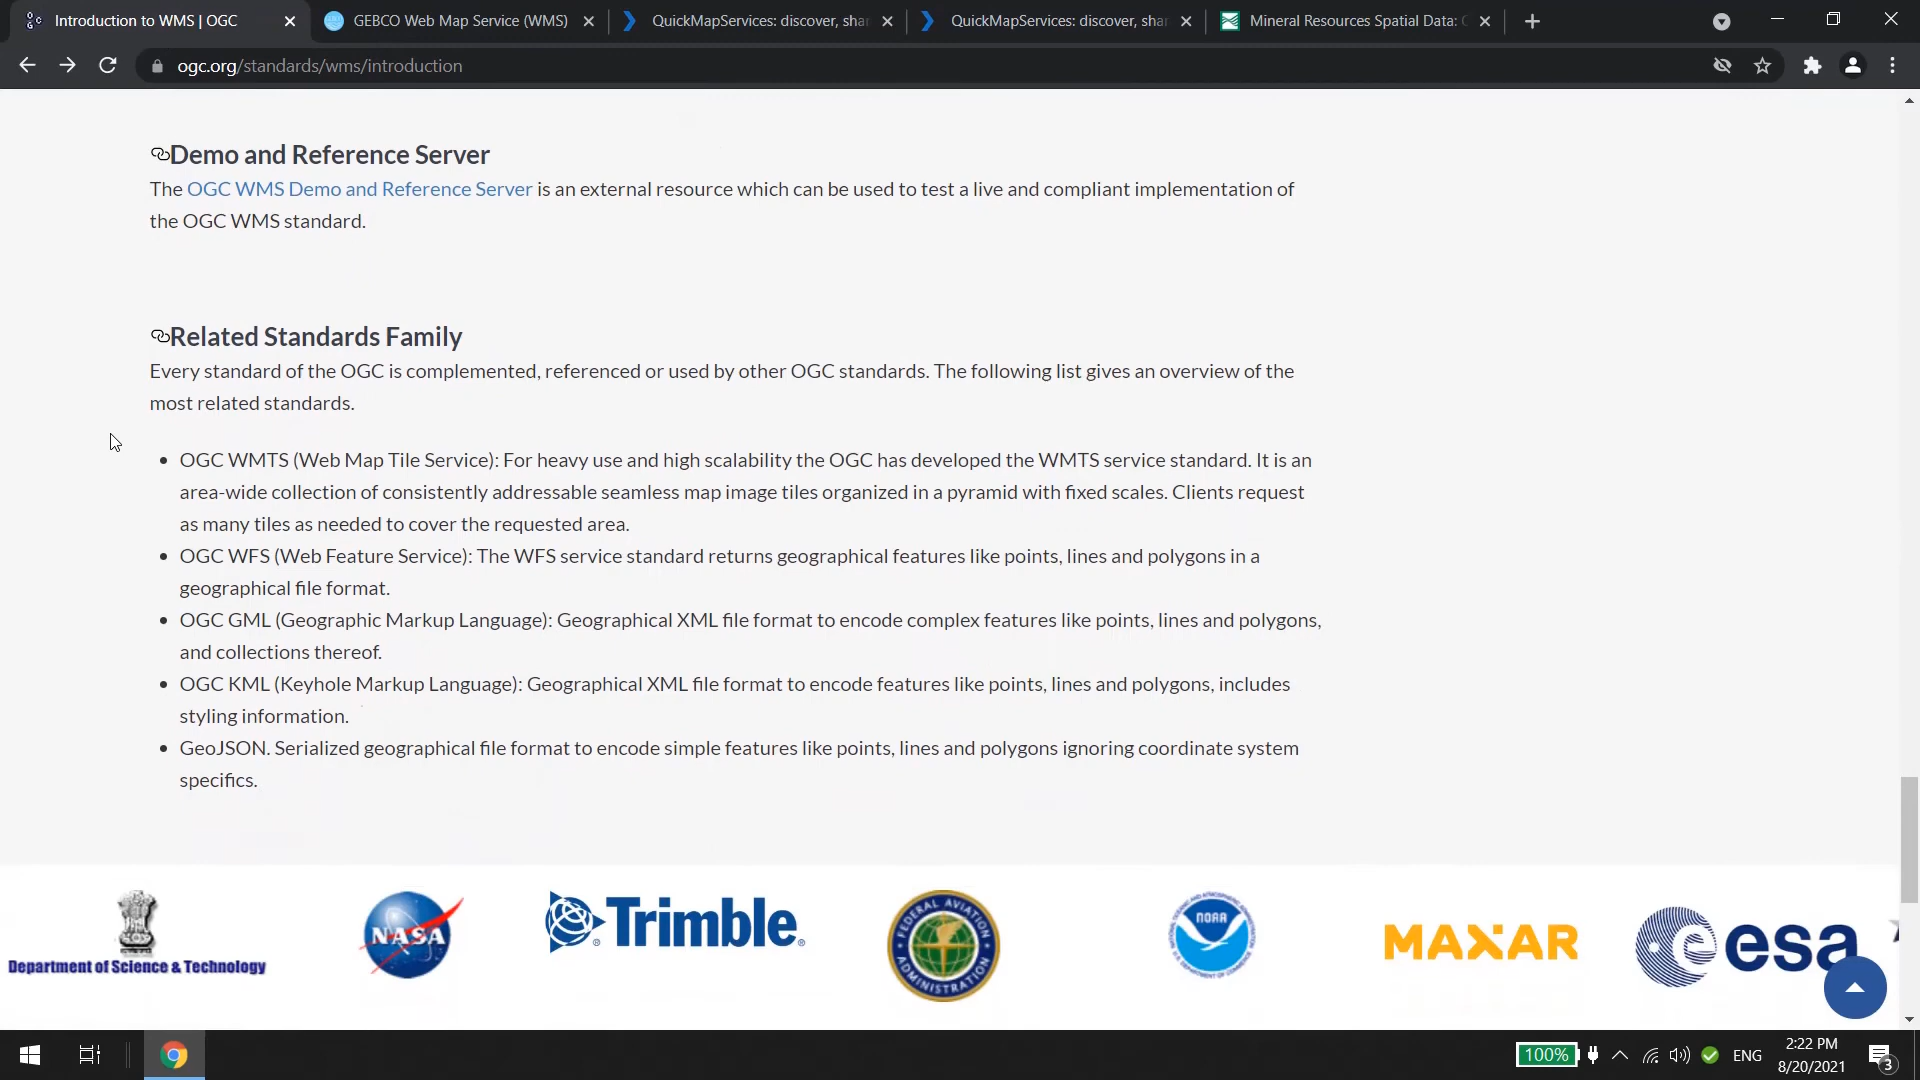 Introduction to WMS | OGC
GEBCO Web Map Service (WMS)
QuickMapServices: discover, shar
QuickMapServices: discover, shar
Mineral Resources Spatial Data:
ogc.org/standards/wms/introduction
Demo and Reference Server
The OGC WMS Demo and Reference Server is an external resource which can be used to test a live and compliant implementation of
the OGC WMS standard.
Related Standards Family
Every standard of the OGC is complemented, referenced or used by other OGC standards. The following list gives an overview of the
most related standards.
• OGC WMTS (Web Map Tile Service): For heavy use and high scalability the OGC has developed the WMTS service standard. It is an
area-wide collection of consistently addressable seamless map image tiles organized in a pyramid with fixed scales. Clients request
as many tiles as needed to cover the requested area.
• OGC WFS (Web Feature Service): The WFS service standard returns geographical features like points, lines and polygons in a
geographical file format.
• OGC GML (Geographic Markup Language): Geographical XML file format to encode complex features like points, lines and polygons,
and collections thereof.
• OGC KML (Keyhole Markup Language): Geographical XML file format to encode features like points, lines and polygons, includes
styling information.
• GeoJSON. Serialized geographical file format to encode simple features like points, lines and polygons ignoring coordinate system
specifics.
Department of Science & Technology
NASA
Trimble®
FEDERAL AVIATION
ADMINISTRATION
NOAA
MAXAR
esa
100%
ENG
2:22 PM
8/20/2021
3